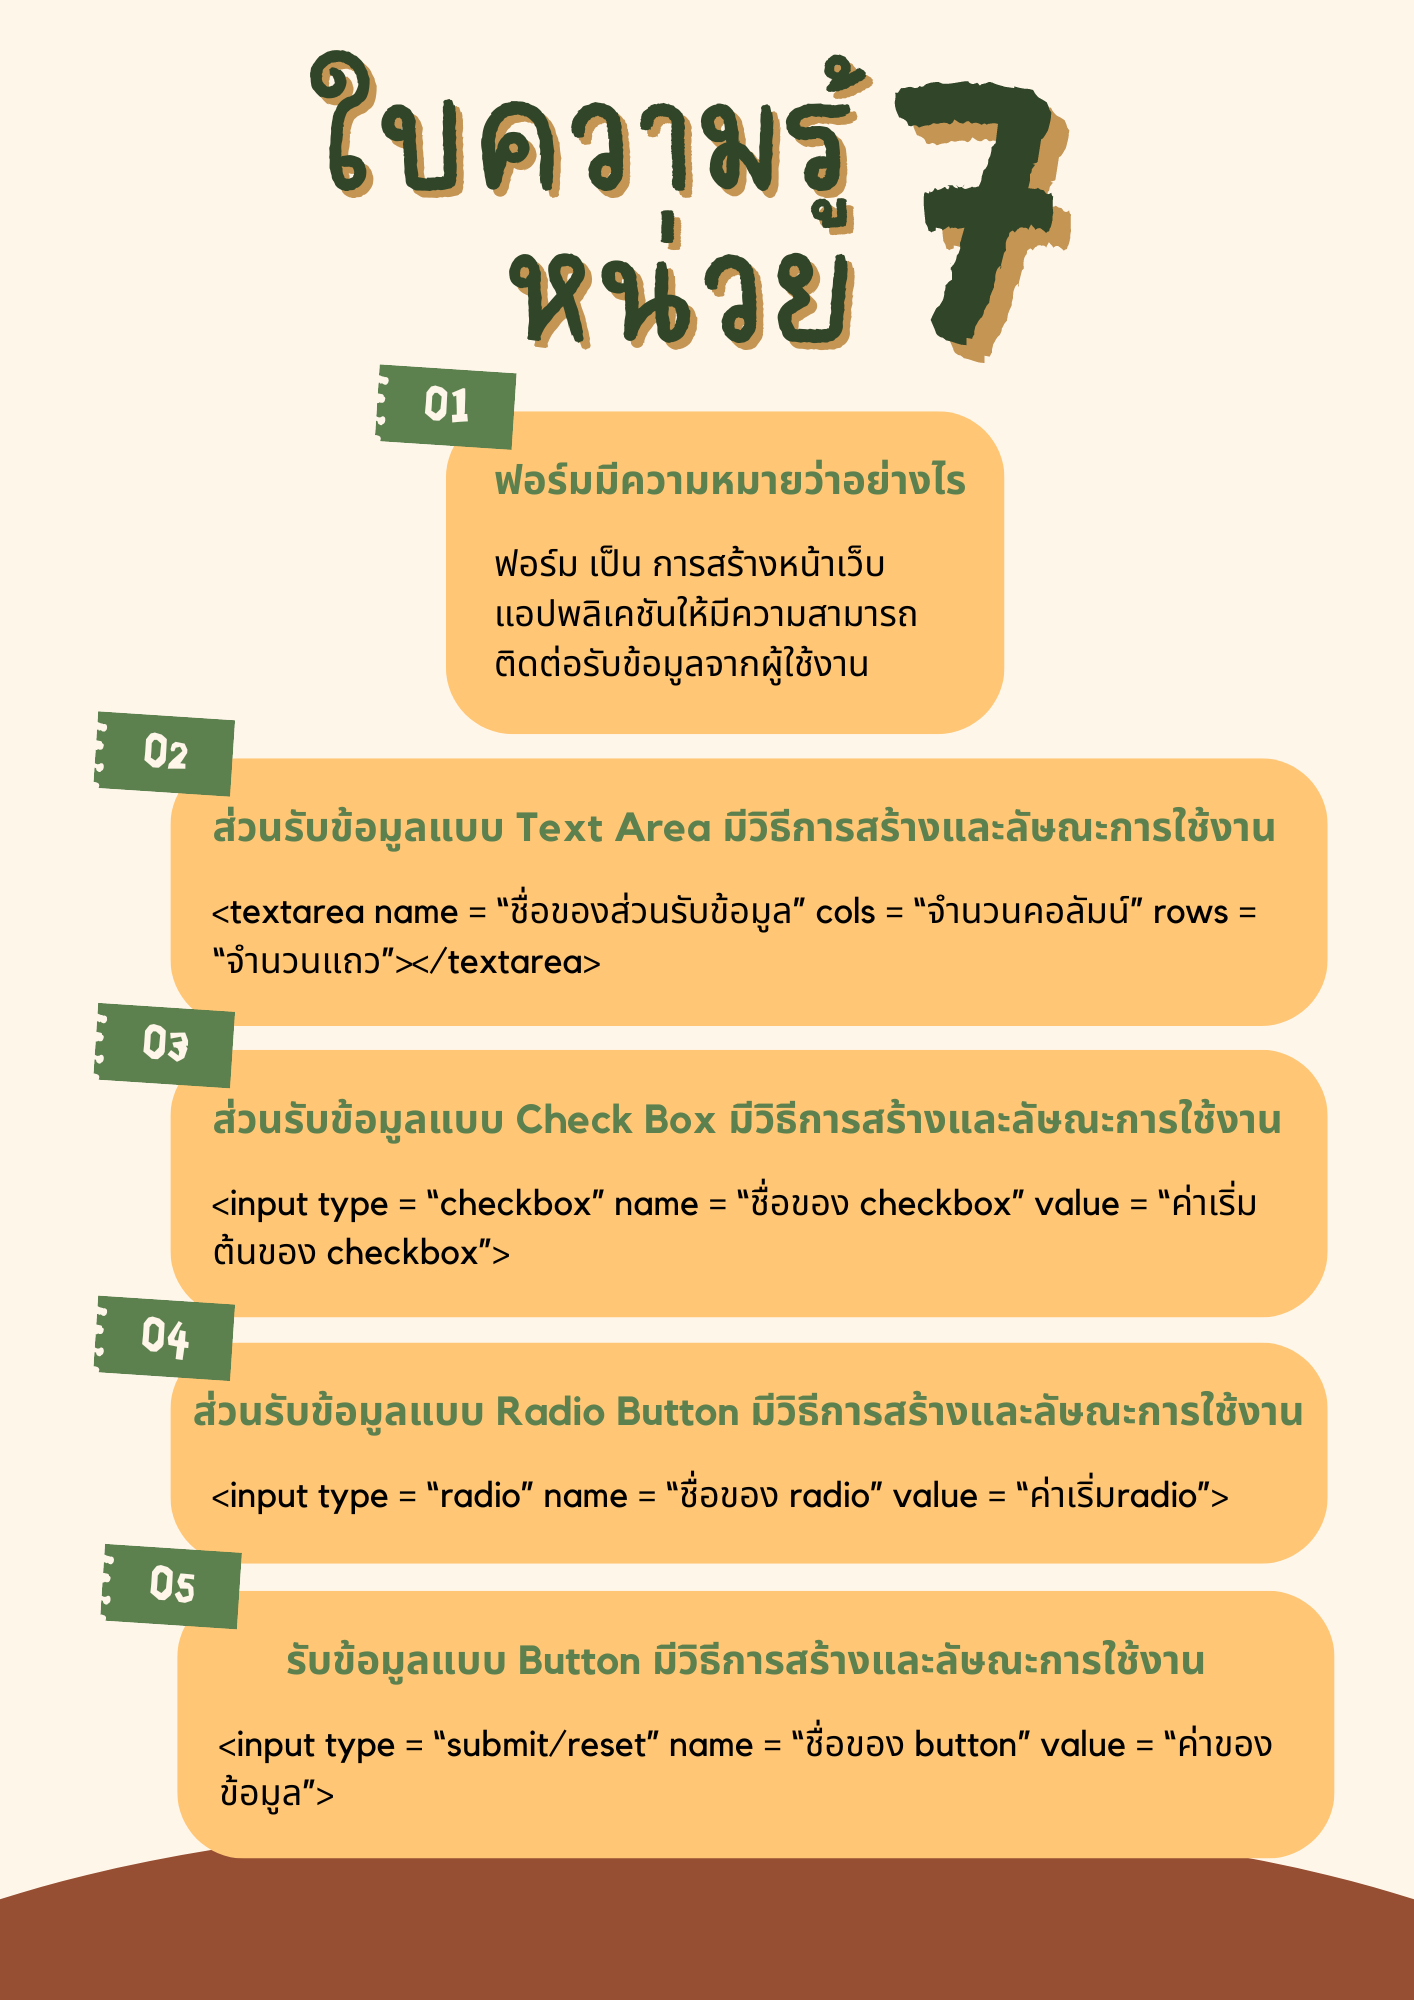 ใบความรู้
หน่วย 7
01
ฟอร์มมีความหมายว่าอย่างไร
ฟอร์ม เป็น การสร้างหน้าเว็บ
แอปพลิเคชันให้มีความสามารถ
ติดต่อรับข้อมูลจากผู้ใช้งาน
02
ส่วนรับข้อมูลแบบ Text Area มีวิธีการสร้างและลัษณะการใช้งาน
<textarea name = “ชื่อของส่วนรับข้อมูล” cols = “จำนวนคอลัมน์” rows =
“จำนวนแถว”></textarea>
03
ส่วนรับข้อมูลแบบ Check Box มีวิธีการสร้างและลัษณะการใช้งาน
<input type = “checkbox” name = “ชื่อของ checkbox” value = “ค่าเริ่ม
ต้นของ checkbox”>
04
ส่วนรับข้อมูลแบบ Radio Button มีวิธีการสร้างและลัษณะการใช้งาน
<input type = “radio” name = “ชื่อของ radio” value = “ค่าเริ่มradio”>
05
รับข้อมูลแบบ Button มีวิธีการสร้างและลัษณะการใช้งาน
<input type = “submit/reset” name = “ชื่อของ button” value = “ค่าของ
ข้อมูล”>